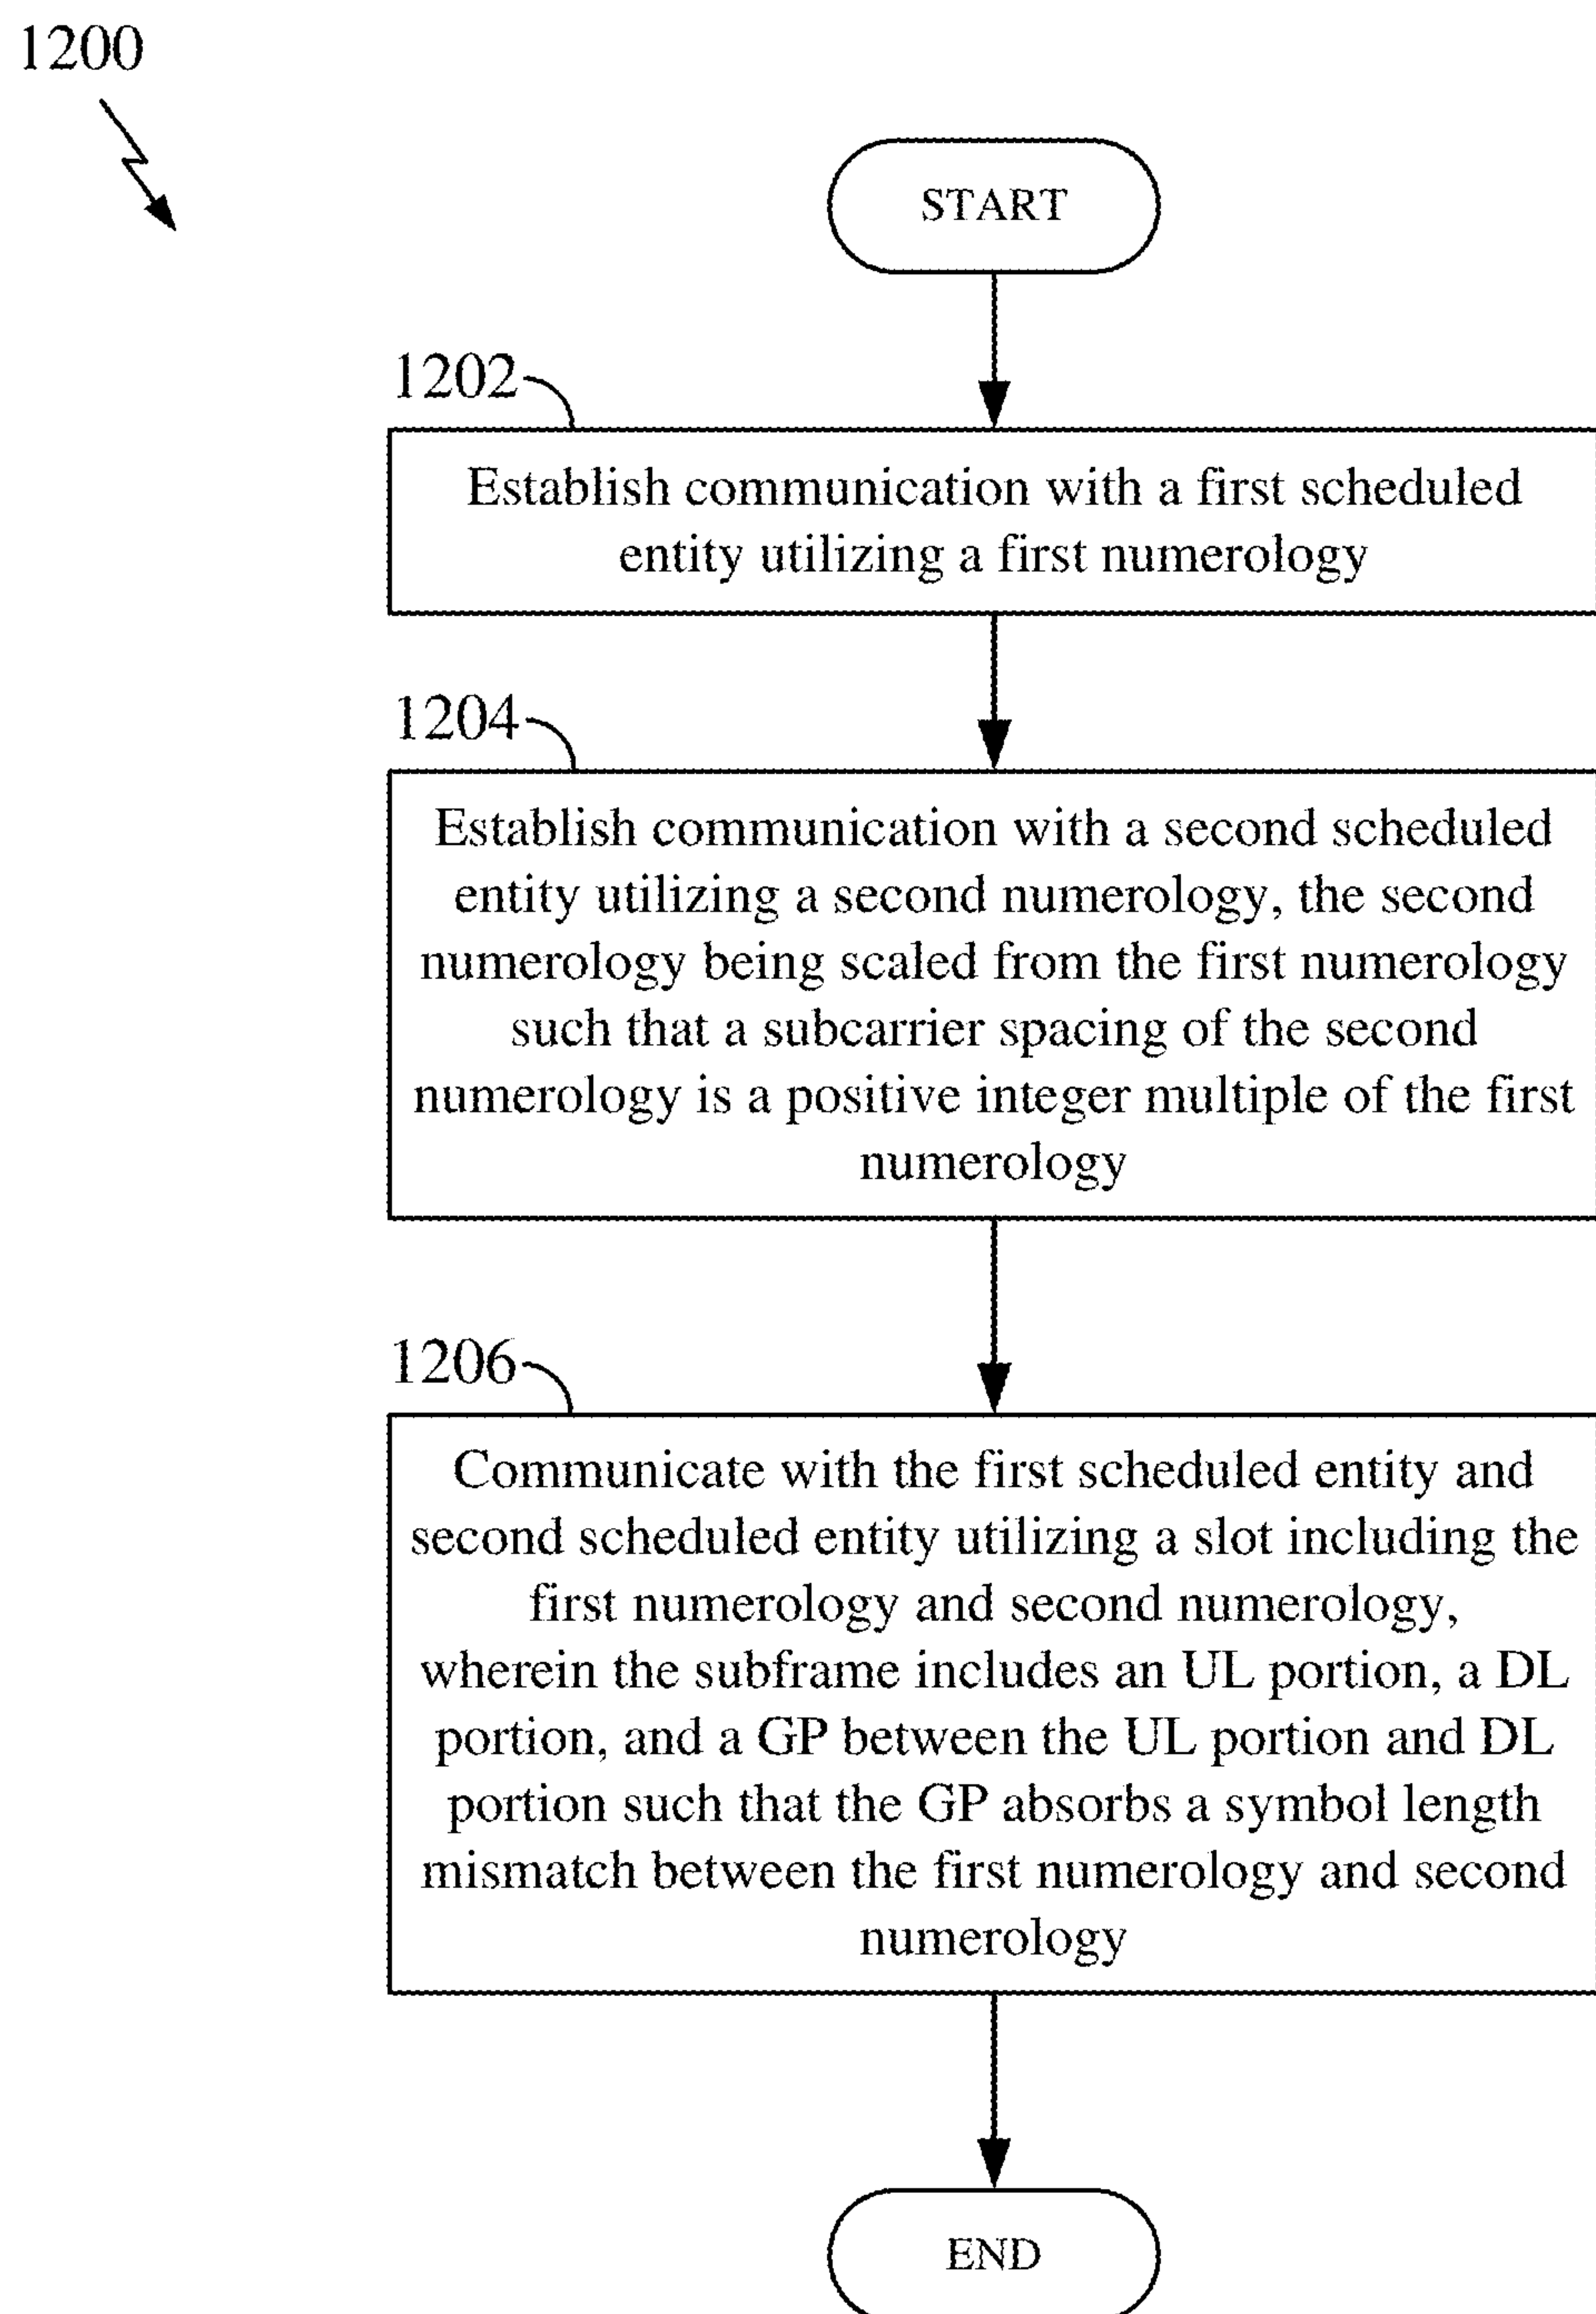 1200
START
1202
Establish communication with a first scheduled
entity utilizing a first numerology
1204
Establish communication with a second scheduled
entity utilizing a second numerology, the second
numerology being scaled from the first numerology
such that a subcarrier spacing of the second
numerology is a positive integer multiple of the first
numerology
1206
Communicate with the first scheduled entity and
second scheduled entity utilizing a slot including the
first numerology and second numerology,
wherein the subframe includes an UL portion, a DL
portion, and a GP between the UL portion and DL
portion such that the GP absorbs a symbol length
mismatch between the first numerology and second
numerology
END